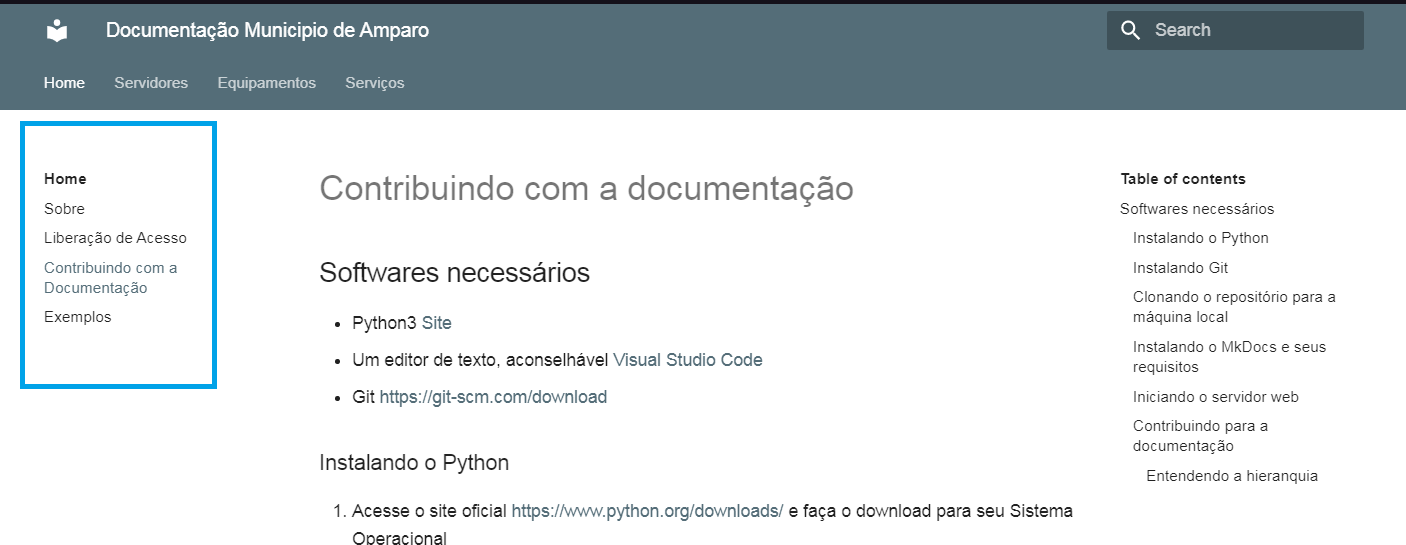 Documentação Municipio de Amparo
Search
Home Servidores Equipamentos Serviços
Home
Sobre
Liberação de Acesso
Contribuindo com a
Documentação
Exemplos
Contribuindo com a documentação
Softwares necessários
Python3 Site
Um editor de texto, aconselhável Visual Studio Code
Git https://git-scm.com/download
Instalando o Python
1. Acesse o site oficial https://www.python.org/downloads/ e faça o download para seu Sistema
Operacional
Table of contents
Softwares necessários
Instalando o Python
Instalando Git
Clonando o repositório para a
máquina local
Instalando o MkDocs e seus
requisitos
Iniciando o servidor web
Contribuindo para a
documentação
Entendendo a hieranquia